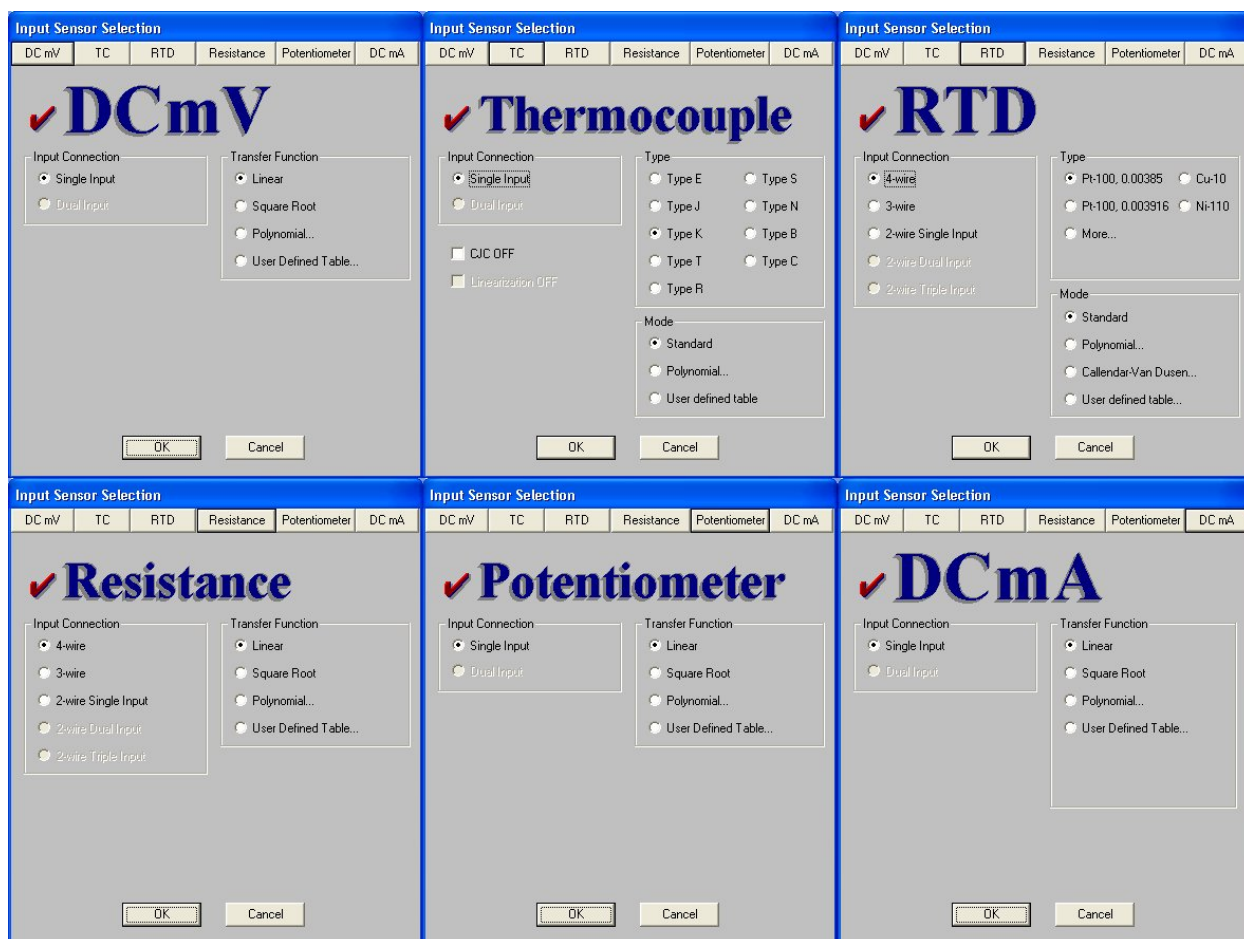 Input Sensor Selection
DC mV TC RTD Resistance Potentiometer DC mA
DCmV
Input Connection
Single Input
Dual Input
Transfer Function
Linear
Square Root
Polynomial...
User Defined Table...
OK Cancel
Input Sensor Selection
DC mV TC RTD Resistance Potentiometer DC mA
Thermocouple
Input Connection
Single Input
Dual Input
CJC OFF
Linearization OFF
Type
Type E Type S
Type J Type N
Type K Type B
Type T Type C
Type R
Mode
Standard
Polynomial...
User defined table
OK Cancel
Input Sensor Selection
DC mV TC RTD Resistance Potentiometer DC mA
RTD
Input Connection
4-wire
3-wire
2-wire Single Input
2-wire Dual Input
2-wire Triple Input
Type
Pt-100, 0.00385 Cu-10
Pt-100, 0.003916 Ni-110
More...
Mode
Standard
Polynomial...
Callendar-Van Dusen...
User defined table...
OK Cancel
Input Sensor Selection
DC mV TC RTD Resistance Potentiometer DC mA
Resistance
Input Connection
4-wire
3-wire
2-wire Single Input
2-wire Dual Input
2-wire Triple Input
Transfer Function
Linear
Square Root
Polynomial...
User Defined Table...
OK Cancel
Input Sensor Selection
DC mV TC RTD Resistance Potentiometer DC mA
Potentiometer
Input Connection
Single Input
Dual Input
Transfer Function
Linear
Square Root
Polynomial...
User Defined Table...
OK Cancel
Input Sensor Selection
DC mV TC RTD Resistance Potentiometer DC mA
DCmA
Input Connection
Single Input
Dual Input
Transfer Function
Linear
Square Root
Polynomial...
User Defined Table...
OK Cancel